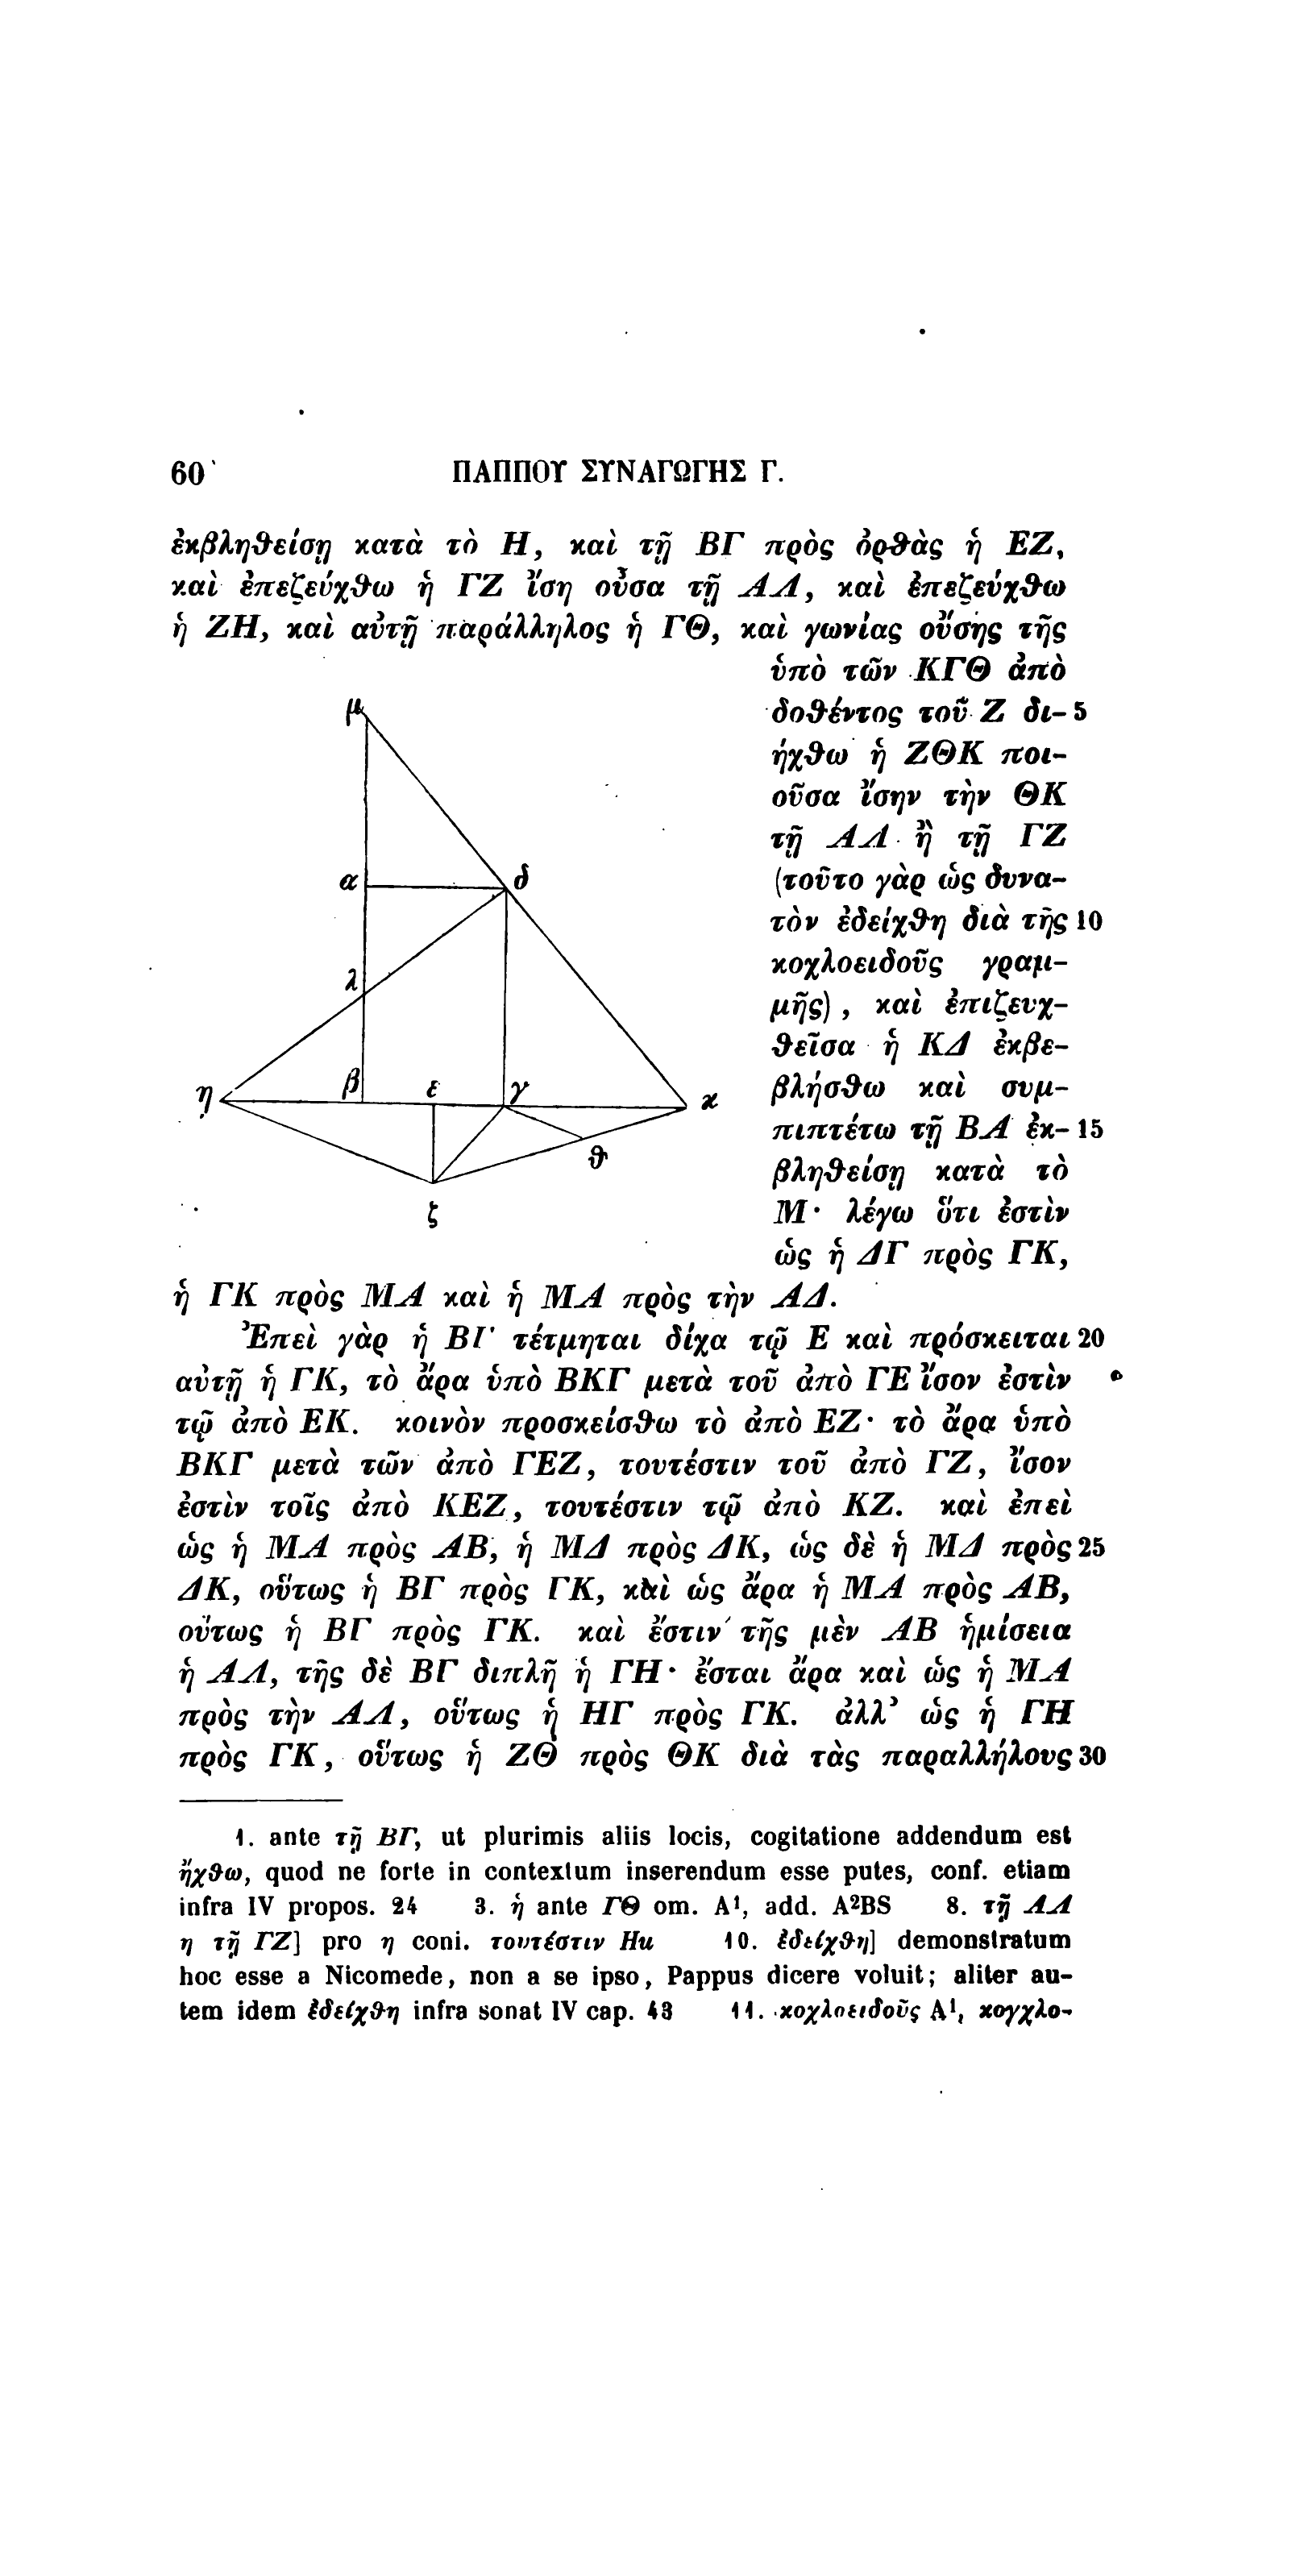 60 ΠΑΠΠΟΥ ΣΥΝΑΓΩΓΗΣ Γ.
ἐκβληθείσῃ κατὰ τὸ Η, καὶ τῇ ΒΓ πρὸς ὀρθὰς ἡ ΕΖ,
καὶ ἐπεζεύχθω ἡ ΓΖ ἴση οὖσα τῇ ΑΛ, καὶ ἐπεζεύχθω
ἡ ΖΗ, καὶ αὐτῇ παράλληλος ἡ ΓΘ, καὶ γωνίας οὔσης τῆς
ὑπὸ τῶν ΚΓΘ ἀπὸ
δοθέντος τοῦ Ζ δι- 5
ήχθω ἡ ΖΘΚ ποι-
οῦσα ἴσην τὴν ΘΚ
τῇ ΑΛ ἢ τῇ ΓΖ
(τοῦτο γὰρ ὡς δυνα-
τὸν ἐδείχθη διὰ τῆς 10
κοχλοειδοῦς γραμ-
μῆς), καὶ ἐπιζευχ-
θεῖσα ἡ ΚΔ ἐκβε-
βλήσθω καὶ συμ-
πιπτέτω τῇ ΒΑ ἐκ- 15
βληθείσῃ κατὰ τὸ
Μ· λέγω ὅτι ἐστὶν
ὡς ἡ ΔΓ πρὸς ΓΚ,
μ
α δ
λ
η β ε γ κ
θ
ζ
ἡ ΓΚ πρὸς ΜΑ καὶ ἡ ΜΑ πρὸς τὴν ΑΔ.
Ἐπεὶ γὰρ ἡ ΒΓ τέτμηται δίχα τῷ Ε καὶ πρόσκειται 20
αὐτῇ ἡ ΓΚ, τὸ ἄρα ὑπὸ ΒΚΓ μετὰ τοῦ ἀπὸ ΓΕ ἴσον ἐστὶν
τῷ ἀπὸ ΕΚ. κοινὸν προσκείσθω τὸ ἀπὸ ΕΖ· τὸ ἄρα ὑπὸ
ΒΚΓ μετὰ τῶν ἀπὸ ΓΕΖ, τουτέστιν τοῦ ἀπὸ ΓΖ, ἴσον
ἐστὶν τοῖς ἀπὸ ΚΕΖ, τουτέστιν τῷ ἀπὸ ΚΖ. καὶ ἐπεὶ
ὡς ἡ ΜΑ πρὸς ΑΒ, ἡ ΜΔ πρὸς ΔΚ, ὡς δὲ ἡ ΜΔ πρὸς 25
ΔΚ, οὕτως ἡ ΒΓ πρὸς ΓΚ, καὶ ὡς ἄρα ἡ ΜΑ πρὸς ΑΒ,
οὕτως ἡ ΒΓ πρὸς ΓΚ. καὶ ἔστιν τῆς μὲν ΑΒ ἡμίσεια
ἡ ΑΛ, τῆς δὲ ΒΓ διπλῆ ἡ ΓΗ· ἔσται ἄρα καὶ ὡς ἡ ΜΑ
πρὸς τὴν ΑΛ, οὕτως ἡ ΗΓ πρὸς ΓΚ. ἀλλ’ ὡς ἡ ΓΗ
πρὸς ΓΚ, οὕτως ἡ ΖΘ πρὸς ΘΚ διὰ τὰς παραλλήλους 30
1. ante τῇ ΒΓ, ut plurimis aliis locis, cogitatione addendum est
ἤχθω, quod ne forte in contextum inserendum esse putes, conf. etiam
infra IV propos. 24 3. ἡ ante ΓΘ om. A¹, add. A²BS 8. τῇ ΑΛ
η τῇ ΓΖ] pro η coni. τουτέστιν Hu 10. ἐδείχθη] demonstratum
hoc esse a Nicomede, non a se ipso, Pappus dicere voluit; aliter au-
tem idem ἐδείχθη infra sonat IV cap. 43 11. κοχλοειδοῦς A¹, κογχλο-